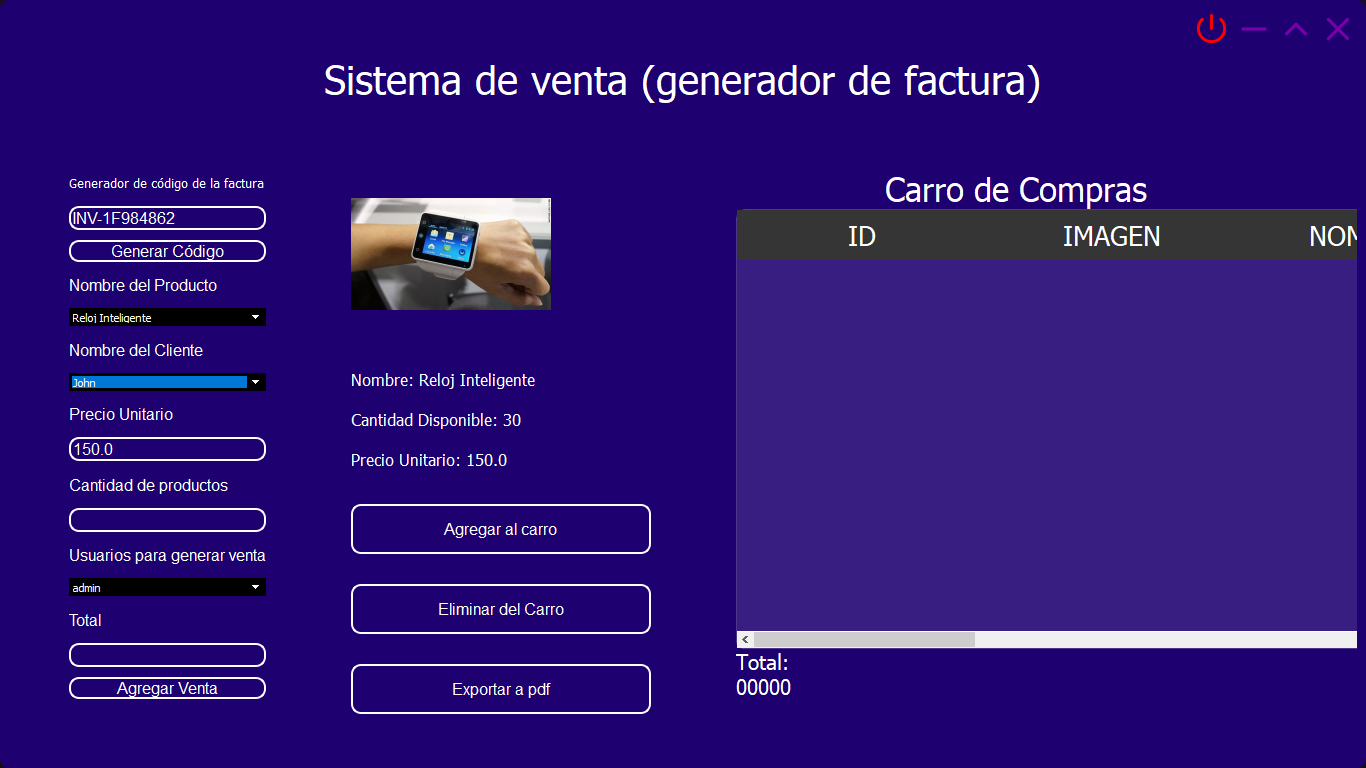 Sistema de venta (generador de factura)
Generador de código de la factura
INV-1F984862
Generar Código
Nombre del Producto
Reloj Inteligente
Nombre del Cliente
John
Precio Unitario
150.0
Cantidad de productos
Usuarios para generar venta
admin
Total
Agregar Venta
Nombre: Reloj Inteligente
Cantidad Disponible: 30
Precio Unitario: 150.0
Agregar al carro
Eliminar del Carro
Exportar a pdf
Carro de Compras
ID IMAGEN NOM
Total:
00000